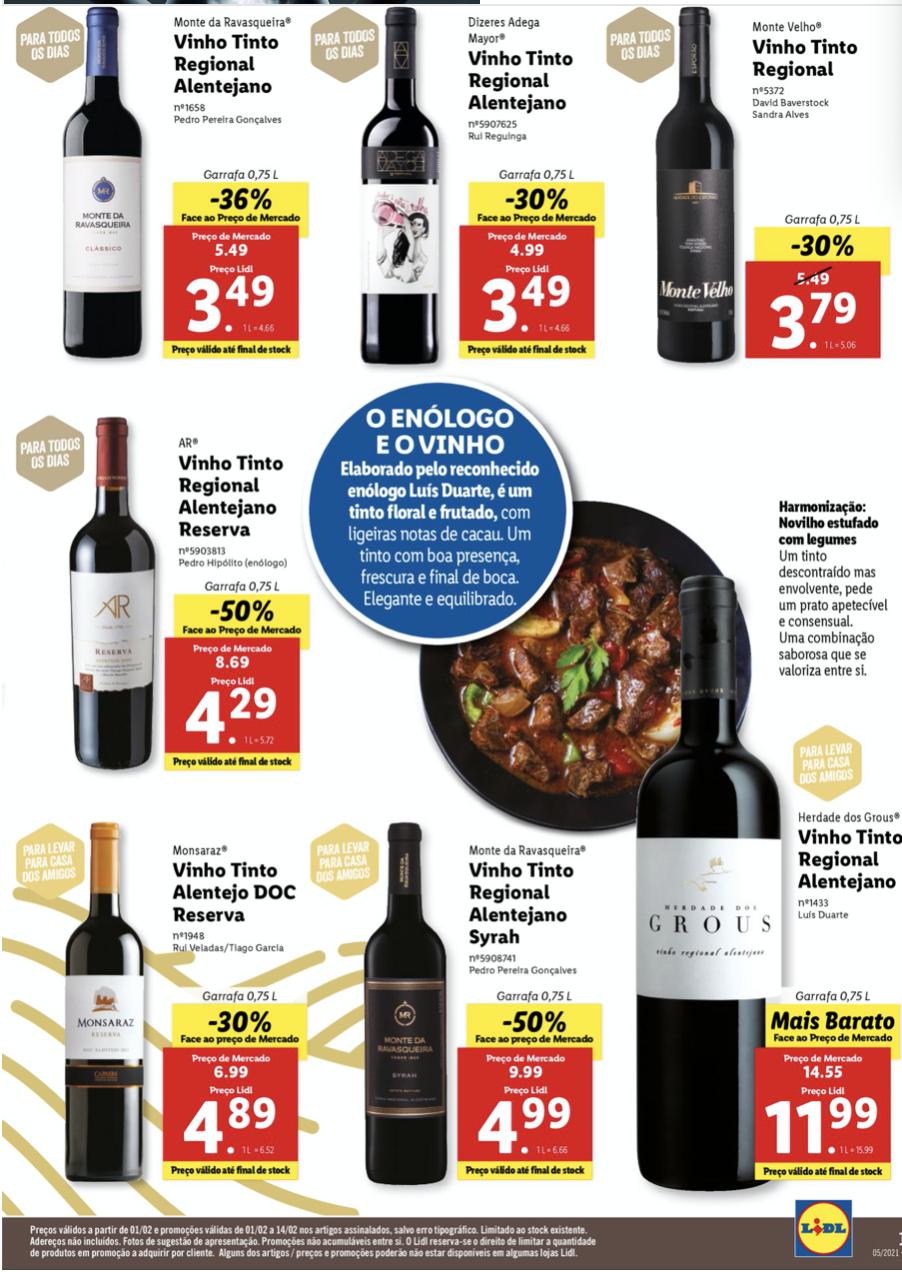 PARA TODOS
OS DIAS
Monte da Ravasqueira®
Vinho Tinto
Regional
Alentejano
nº1658
Pedro Pereira Gonçalves
Garrafa 0,75 L
-36%
Face ao Preço de Mercado
Preço de Mercado
5.49
Preço Lidl
3.49
1 L = 4.66
Preço válido até final de stock
MR
MONTE DA
RAVASQUEIRA
CLÁSSICO
PARA TODOS
OS DIAS
Dizeres Adega
Mayor®
Vinho Tinto
Regional
Alentejano
nº5907625
Rui Reguinga
Garrafa 0,75 L
-30%
Face ao Preço de Mercado
Preço de Mercado
4.99
Preço Lidl
3.49
1L = 4.66
Preço válido até final de stock
ADEGA
MAYOR
PARA TODOS
OS DIAS
Monte Velho®
Vinho Tinto
Regional
nº5372
David Baverstock
Sandra Alves
Garrafa 0,75 L
-30%
5.49
3.79
1 L = 5.06
ESPORÃO
Monte Velho
PARA TODOS
OS DIAS
AR®
Vinho Tinto
Regional
Alentejano
Reserva
nº5903813
Pedro Hipólito (enólogo)
Garrafa 0,75 L
-50%
Face ao Preço de Mercado
Preço de Mercado
8.69
Preço Lidl
4.29
1 L = 5.72
Preço válido até final de stock
AR
RESERVA
O ENÓLOGO
E O VINHO
Elaborado pelo reconhecido
enólogo Luís Duarte, é um
tinto floral e frutado, com
ligeiras notas de cacau. Um
tinto com boa presença,
frescura e final de boca.
Elegante e equilibrado.
Harmonização:
Novilho estufado
com legumes
Um tinto
descontraído mas
envolvente, pede
um prato apetecível
e consensual.
Uma combinação
saborosa que se
valoriza entre si.
PARA LEVAR
PARA CASA
DOS AMIGOS
Monsaraz®
Vinho Tinto
Alentejo DOC
Reserva
nº1948
Rui Veladas/Tiago Garcia
Garrafa 0,75 L
-30%
Face ao preço de Mercado
Preço de Mercado
6.99
Preço Lidl
4.89
1 L = 6.52
Preço válido até final de stock
MONSARAZ
RESERVA
CARMIM
PARA LEVAR
PARA CASA
DOS AMIGOS
Monte da Ravasqueira®
Vinho Tinto
Regional
Alentejano
Syrah
nº5908741
Pedro Pereira Gonçalves
Garrafa 0,75 L
-50%
Face ao preço de Mercado
Preço de Mercado
9.99
Preço Lidl
4.99
1 L = 6.66
Preço válido até final de stock
MR
MONTE DA
RAVASQUEIRA
SYRAH
PARA LEVAR
PARA CASA
DOS AMIGOS
Herdade dos Grous®
Vinho Tinto
Regional
Alentejano
nº1433
Luís Duarte
Garrafa 0,75 L
Mais Barato
Face ao Preço de Mercado
Preço de Mercado
14.55
Preço Lidl
11.99
1 L = 15.99
Preço válido até final de stock
HERDADE DOS
GROUS
vinho regional alentejano
Preços válidos a partir de 01/02 e promoções válidas de 01/02 a 14/02 nos artigos assinalados, salvo erro tipográfico. Limitado ao stock existente.
Adereços não incluídos. Fotos de sugestão de apresentação. Promoções não acumuláveis entre si. O Lidl reserva-se o direito de limitar a quantidade
de produtos em promoção a adquirir por cliente. Alguns dos artigos / preços e promoções poderão não estar disponíveis em algumas lojas Lidl.
LIDL
05/2021